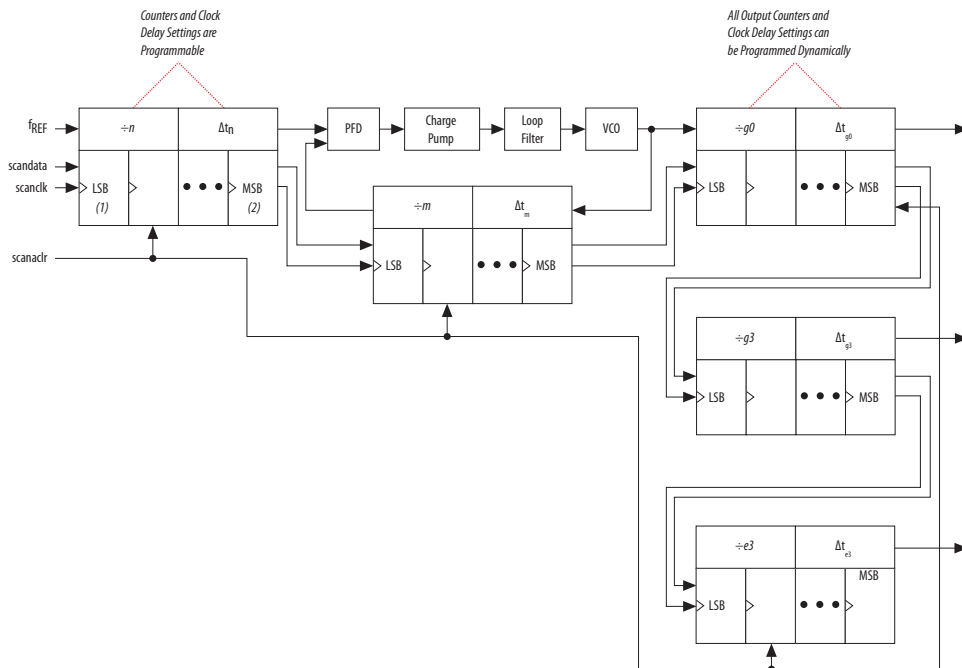 Counters and Clock
Delay Settings are
Programmable
All Output Counters and
Clock Delay Settings can
be Programmed Dynamically
fREF
÷n
Δtn
PFD
Charge
Pump
Loop
Filter
VCO
÷g0
Δtg0
scandata
scanclk
LSB
(1)
MSB
(2)
LSB
MSB
÷m
Δtm
scanaclr
LSB
MSB
÷g3
Δtg3
LSB
MSB
÷e3
Δte3
MSB
LSB